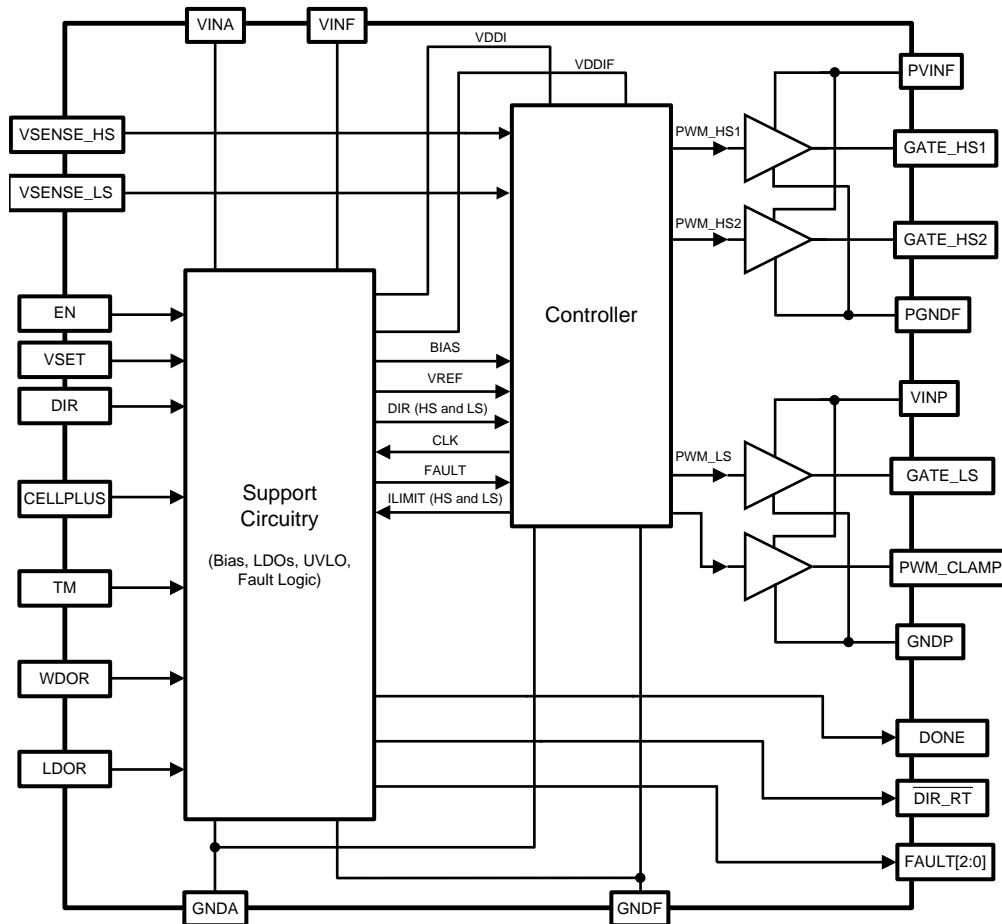 VINA
VINF
VDDI
VDDIF
PVINF
VSENSE_HS
PWM_HS1
GATE_HS1
VSENSE_LS
PWM_HS2
GATE_HS2
EN
Controller
PGNDF
VSET
BIAS
VREF
DIR
DIR (HS and LS)
VINP
CLK
PWM_LS
FAULT
GATE_LS
CELLPLUS
ILIMIT (HS and LS)
Support
Circuitry
(Bias, LDOs, UVLO,
Fault Logic)
PWM_CLAMP
TM
GNDP
WDOR
DONE
LDOR
DIR_RT
FAULT[2:0]
GNDA
GNDF